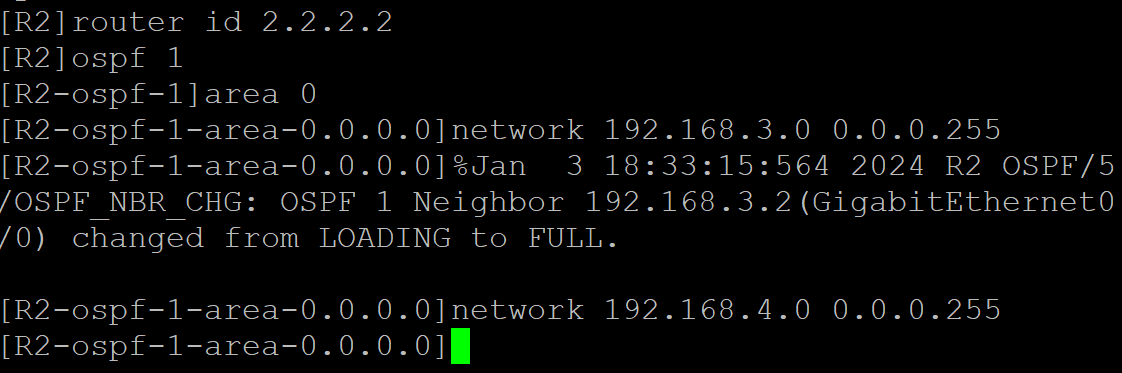 [R2]router id 2.2.2.2
[R2]ospf 1
[R2-ospf-1]area 0
[R2-ospf-1-area-0.0.0.0]network 192.168.3.0 0.0.0.255
[R2-ospf-1-area-0.0.0.0]%Jan  3 18:33:15:564 2024 R2 OSPF/5
/OSPF_NBR_CHG: OSPF 1 Neighbor 192.168.3.2(GigabitEthernet0
/0) changed from LOADING to FULL.
[R2-ospf-1-area-0.0.0.0]network 192.168.4.0 0.0.0.255
[R2-ospf-1-area-0.0.0.0]